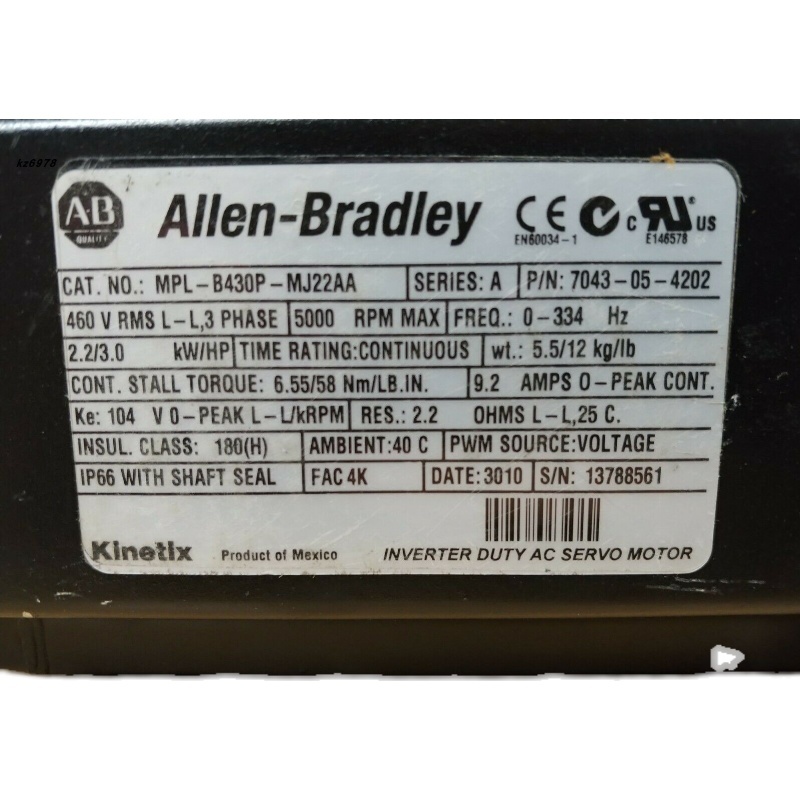 kz6978
A-B
QUALITY
Allen-Bradley CE C c RU ® US
EN60034-1 E146578
CAT. NO.: MPL-B430P-MJ22AA SERIES: A P/N: 7043-05-4202
460 V RMS L-L,3 PHASE 5000 RPM MAX FREQ.: 0-334 Hz
2.2/3.0 kW/HP TIME RATING:CONTINUOUS wt.: 5.5/12 kg/lb
CONT. STALL TORQUE: 6.55/58 Nm/LB.IN. 9.2 AMPS 0-PEAK CONT.
Ke: 104 V 0-PEAK L-L/kRPM RES.: 2.2 OHMS L-L,25 C.
INSUL. CLASS: 180(H) AMBIENT:40 C PWM SOURCE:VOLTAGE
IP66 WITH SHAFT SEAL FAC 4K DATE:3010 S/N: 13788561
Kinetix Product of Mexico INVERTER DUTY AC SERVO MOTOR